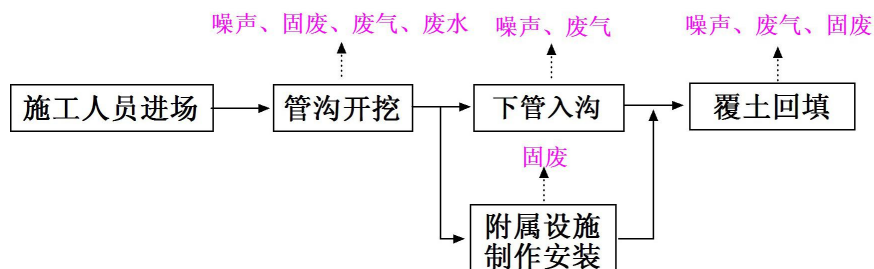 噪声、固废、废气、废水
噪声、废气
噪声、废气、固废
施工人员进场
管沟开挖
下管入沟
覆土回填
固废
附属设施
制作安装